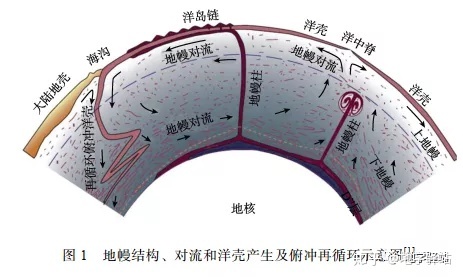 洋岛链
海沟
大陆地壳
地幔对流
再循环俯冲洋壳
地幔对流
地幔柱
地幔对流
洋壳
洋中脊
洋壳
上地幔
地幔柱
下地幔
D"层
地核
图 1 地幔结构、对流和洋壳产生及俯冲再循环示意图[1]
知乎 @地学驿站